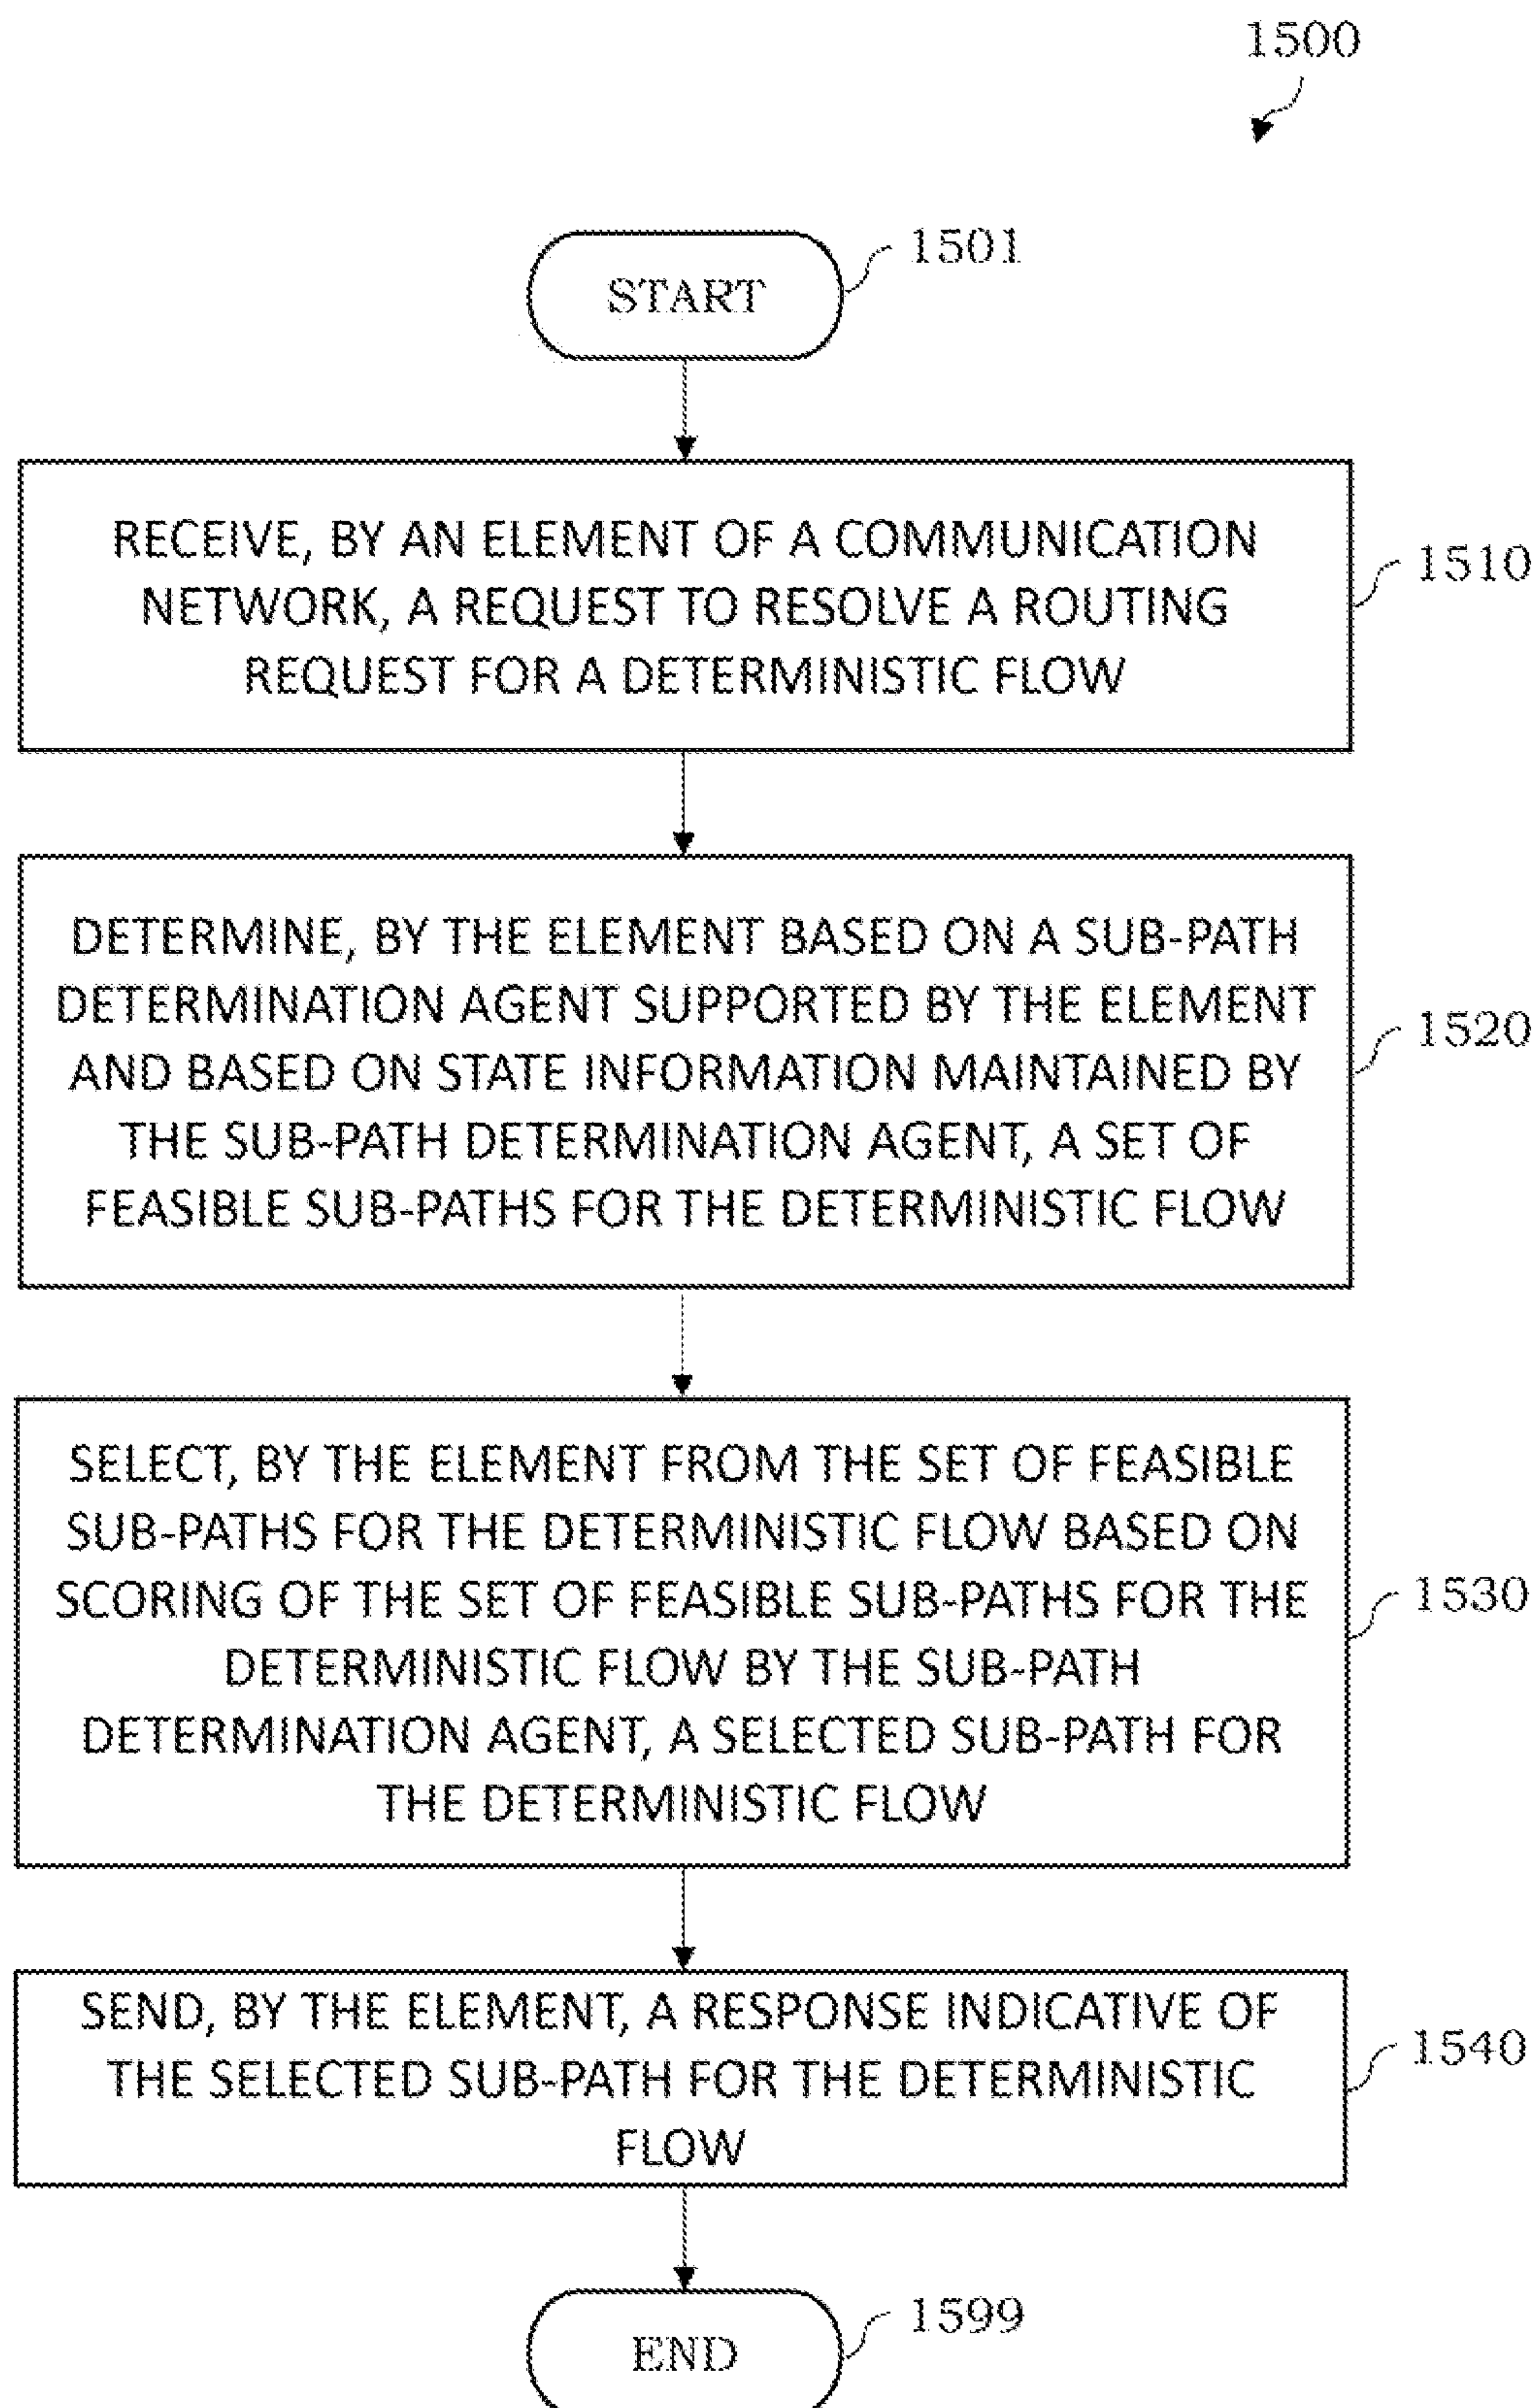 1500
START
1501
RECEIVE, BY AN ELEMENT OF A COMMUNICATION
NETWORK, A REQUEST TO RESOLVE A ROUTING
REQUEST FOR A DETERMINISTIC FLOW
1510
DETERMINE, BY THE ELEMENT BASED ON A SUB-PATH
DETERMINATION AGENT SUPPORTED BY THE ELEMENT
AND BASED ON STATE INFORMATION MAINTAINED BY
THE SUB-PATH DETERMINATION AGENT, A SET OF
FEASIBLE SUB-PATHS FOR THE DETERMINISTIC FLOW
1520
SELECT, BY THE ELEMENT FROM THE SET OF FEASIBLE
SUB-PATHS FOR THE DETERMINISTIC FLOW BASED ON
SCORING OF THE SET OF FEASIBLE SUB-PATHS FOR THE
DETERMINISTIC FLOW BY THE SUB-PATH
DETERMINATION AGENT, A SELECTED SUB-PATH FOR
THE DETERMINISTIC FLOW
1530
SEND, BY THE ELEMENT, A RESPONSE INDICATIVE OF
THE SELECTED SUB-PATH FOR THE DETERMINISTIC
FLOW
1540
END
1599